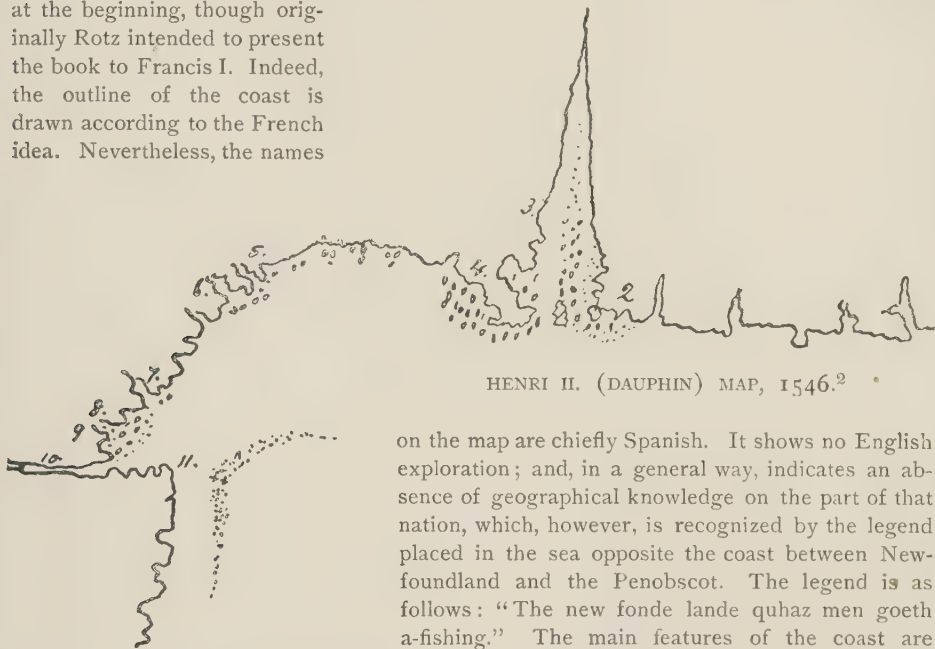 at the beginning, though orig-
inally Rotz intended to present
the book to Francis I. Indeed,
the outline of the coast is
drawn according to the French
idea. Nevertheless, the names
3.
5.
4.
6.
2
HENRI II. (DAUPHIN) MAP, 1546.²
7.
8.
9
10.
11.
on the map are chiefly Spanish. It shows no English
exploration; and, in a general way, indicates an ab-
sence of geographical knowledge on the part of that
nation, which, however, is recognized by the legend
placed in the sea opposite the coast between New-
foundland and the Penobscot. The legend is as
follows: “The new fonde lande quhaz men goeth
a-fishing.” The main features of the coast are